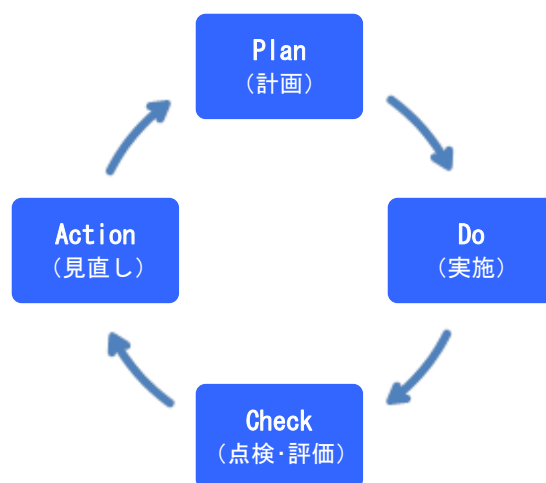 Plan
（計画）
Do
（実施）
Check
（点検･評価）
Action
（見直し）